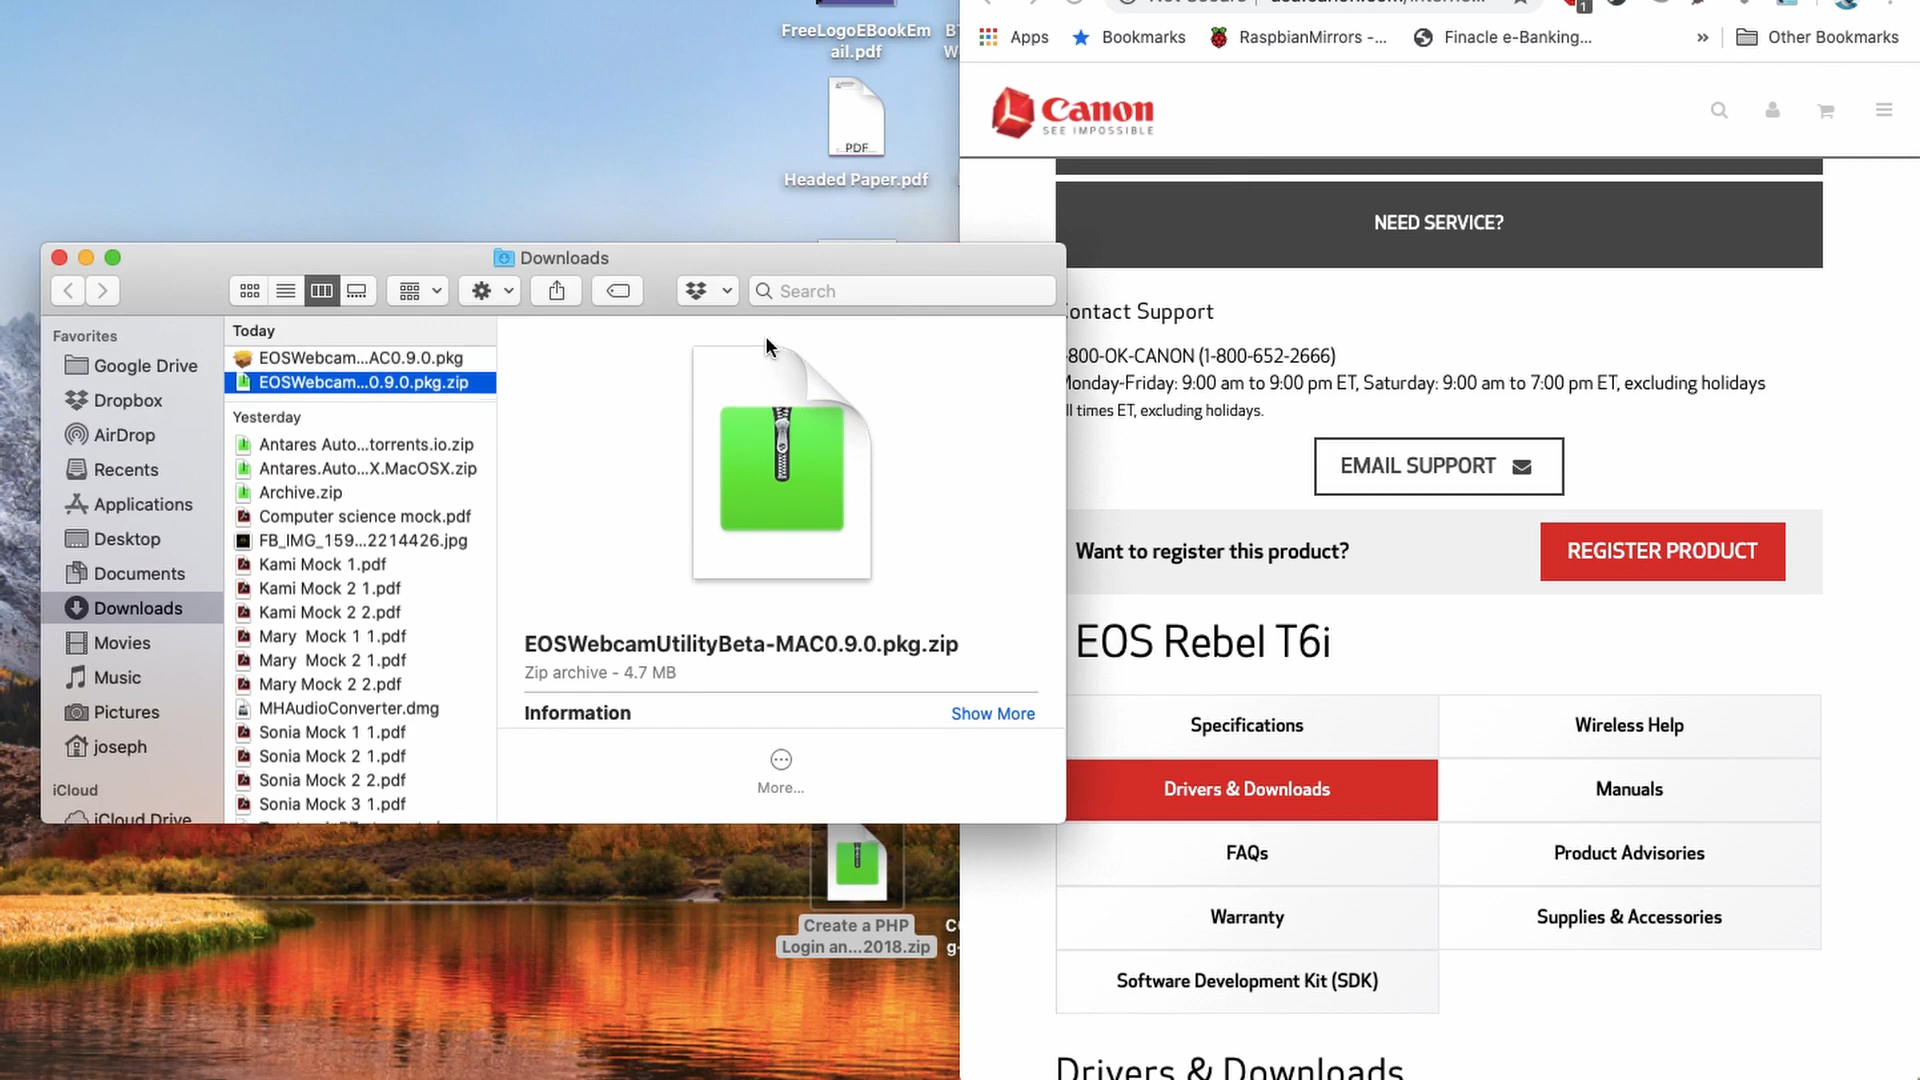 FreeLogoEBookEm
ail.pdf
PDF
Headed Paper.pdf
Downloads
Search
Favorites
Google Drive
Dropbox
AirDrop
Recents
Applications
Desktop
Documents
Downloads
Movies
Music
Pictures
joseph
iCloud
iCloud Drive
Today
EOSWebcam...AC0.9.0.pkg
EOSWebcam...0.9.0.pkg.zip
Yesterday
Antares Auto...torrents.io.zip
Antares.Auto...X.MacOSX.zip
Archive.zip
Computer science mock.pdf
FB_IMG_159...2214426.jpg
Kami Mock 1.pdf
Kami Mock 2 1.pdf
Kami Mock 2 2.pdf
Mary  Mock 1 1.pdf
Mary  Mock 2 1.pdf
Mary Mock 2 2.pdf
MHAudioConverter.dmg
Sonia Mock 1 1.pdf
Sonia Mock 2 1.pdf
Sonia Mock 2 2.pdf
Sonia Mock 3 1.pdf
EOSWebcamUtilityBeta-MAC0.9.0.pkg.zip
Zip archive - 4.7 MB
Information
Show More
More...
Create a PHP
Login an...2018.zip
1
Apps
Bookmarks
RaspbianMirrors -...
Finacle e-Banking...
»
Other Bookmarks
Canon
SEE IMPOSSIBLE
NEED SERVICE?
ontact Support
-800-OK-CANON (1-800-652-2666)
Monday-Friday: 9:00 am to 9:00 pm ET, Saturday: 9:00 am to 7:00 pm ET, excluding holidays
ll times ET, excluding holidays.
EMAIL SUPPORT
Want to register this product?
REGISTER PRODUCT
EOS Rebel T6i
Specifications
Wireless Help
Drivers & Downloads
Manuals
FAQs
Product Advisories
Warranty
Supplies & Accessories
Software Development Kit (SDK)
Drivers & Downloads